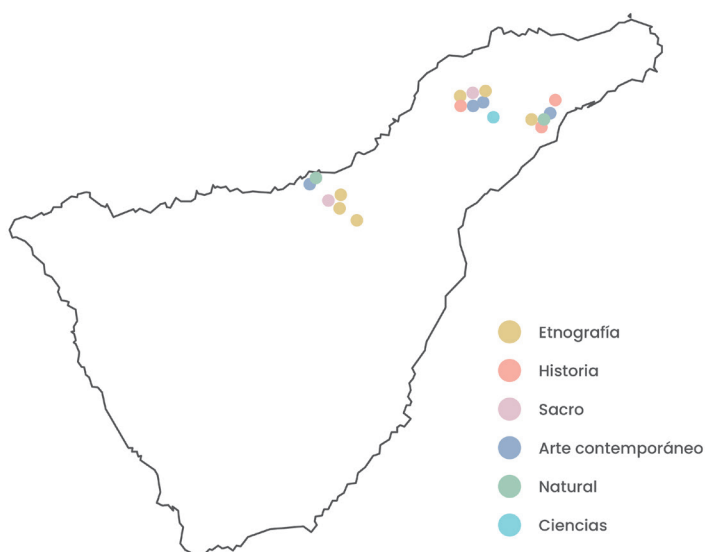 Etnografía
Historia
Sacro
Arte contemporáneo
Natural
Ciencias